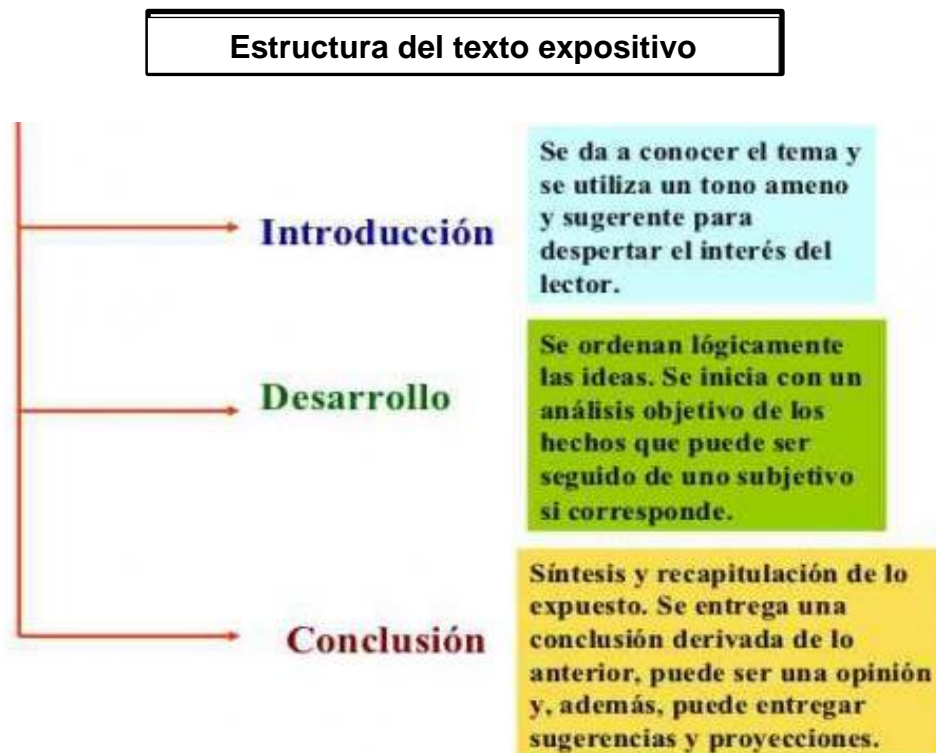 Estructura del texto expositivo
Introducción
Se da a conocer el tema y
se utiliza un tono ameno
y sugerente para
despertar el interés del
lector.
Desarrollo
Se ordenan lógicamente
las ideas. Se inicia con un
análisis objetivo de los
hechos que puede ser
seguido de uno subjetivo
si corresponde.
Conclusión
Síntesis y recapitulación de lo
expuesto. Se entrega una
conclusión derivada de lo
anterior, puede ser una opinión
y, además, puede entregar
sugerencias y proyecciones.